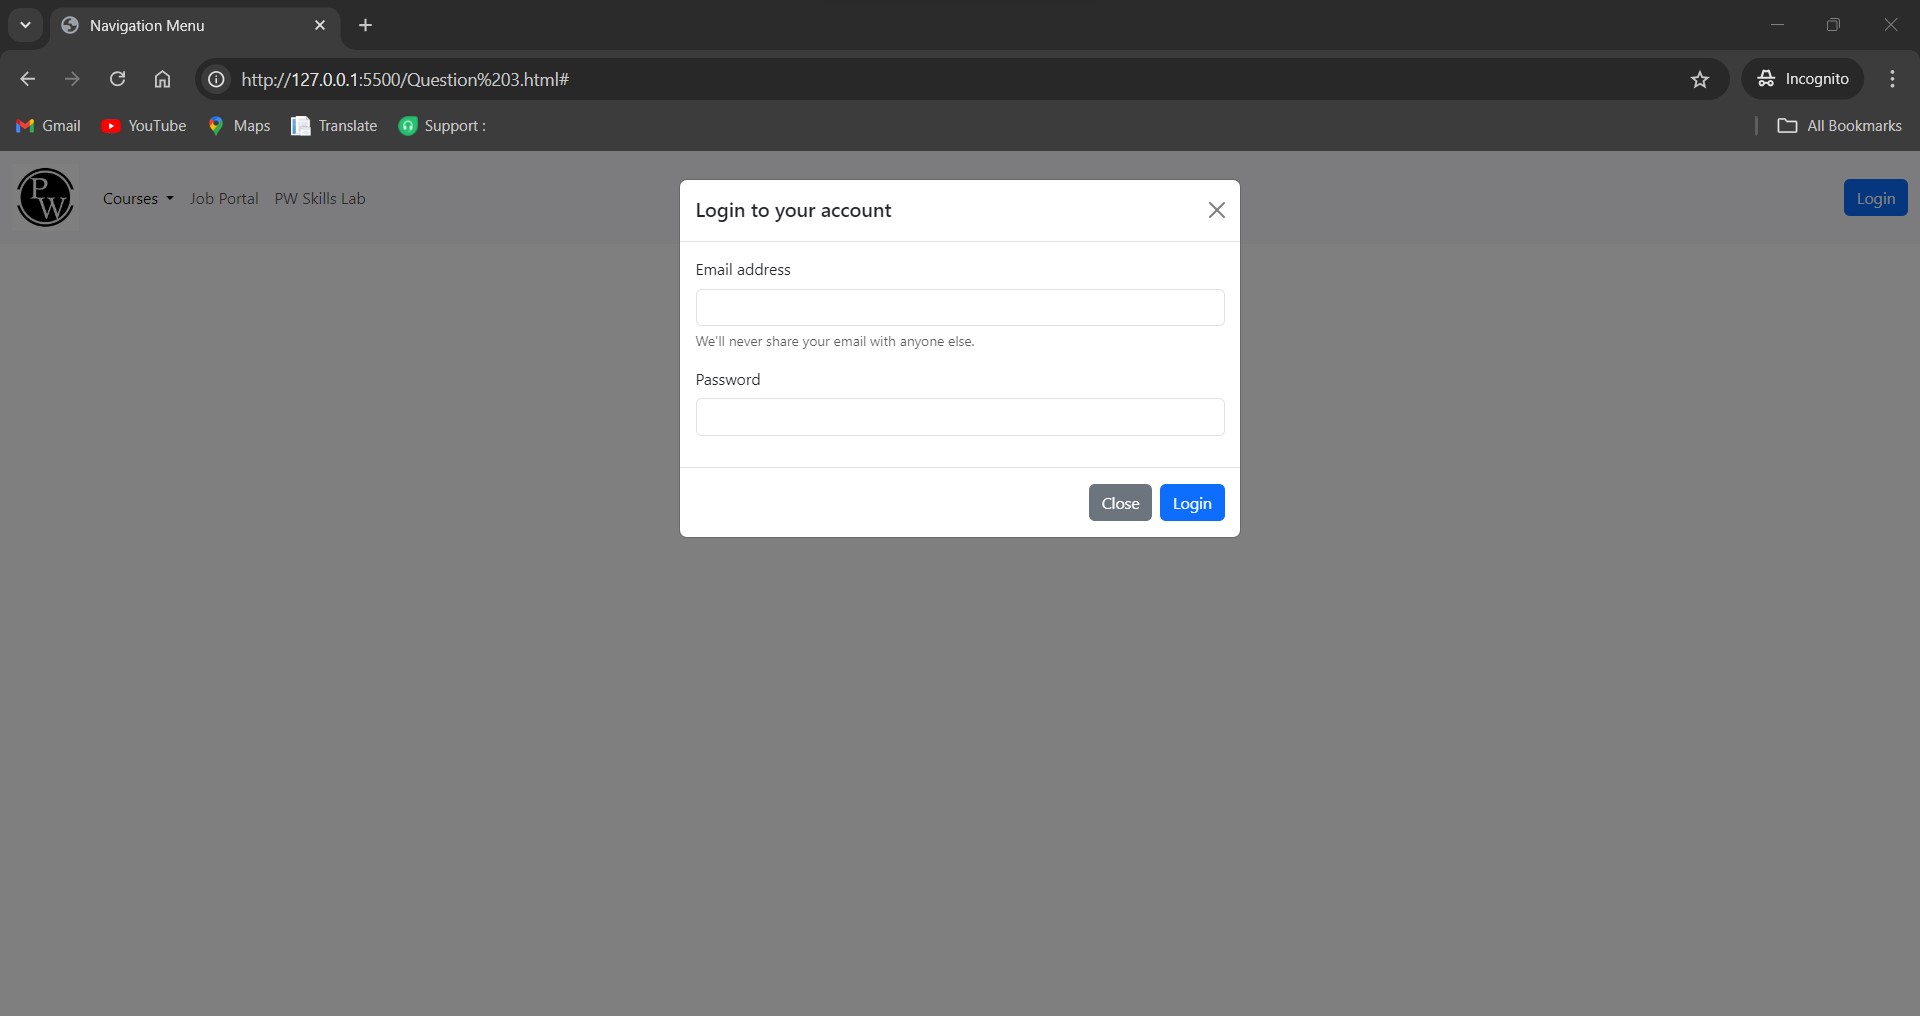 Navigation Menu
http://127.0.0.1:5500/Question%203.html#
Incognito
Gmail YouTube Maps Translate Support :
All Bookmarks
PW
Courses Job Portal PW Skills Lab
Login
Login to your account
Email address
We'll never share your email with anyone else.
Password
Close Login